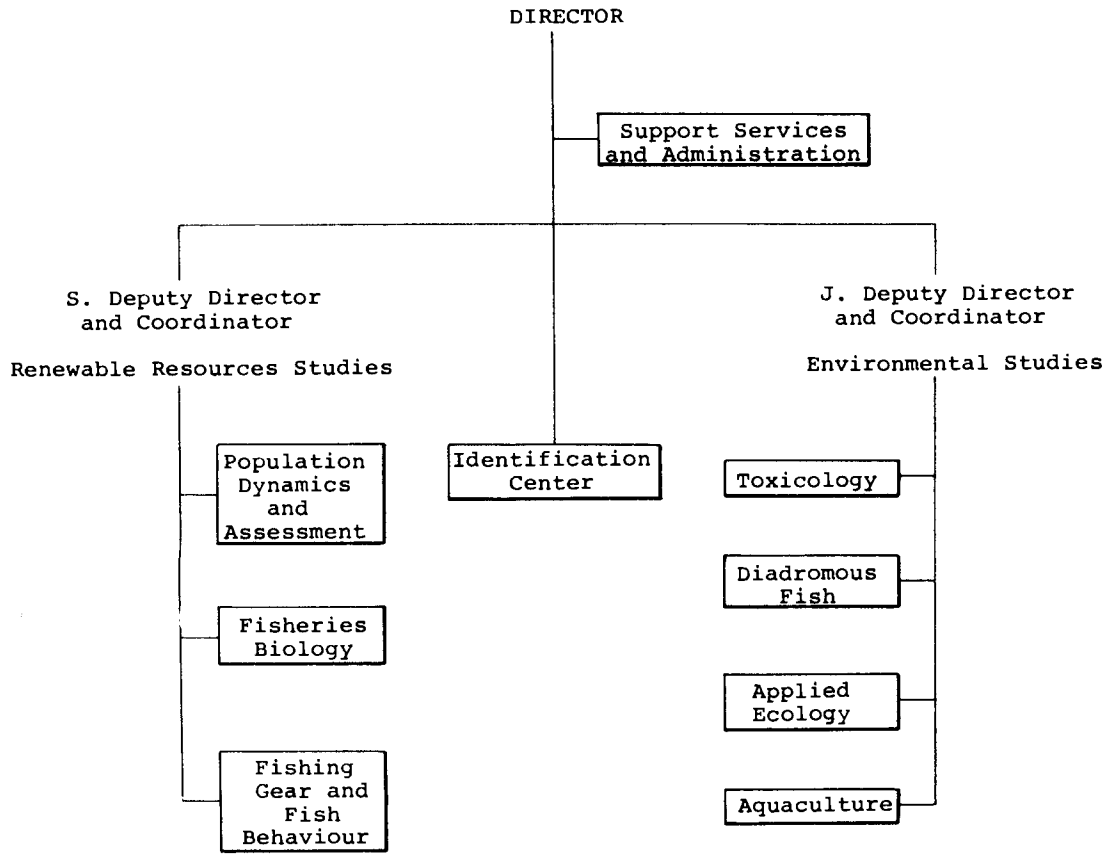 DIRECTOR
Support Services
and Administration
S. Deputy Director
and Coordinator
Renewable Resources Studies
J. Deputy Director
and Coordinator
Environmental Studies
Population
Dynamics
and
Assessment
Fisheries
Biology
Fishing
Gear and
Fish
Behaviour
Identification
Center
Toxicology
Diadromous
Fish
Applied
Ecology
Aquaculture